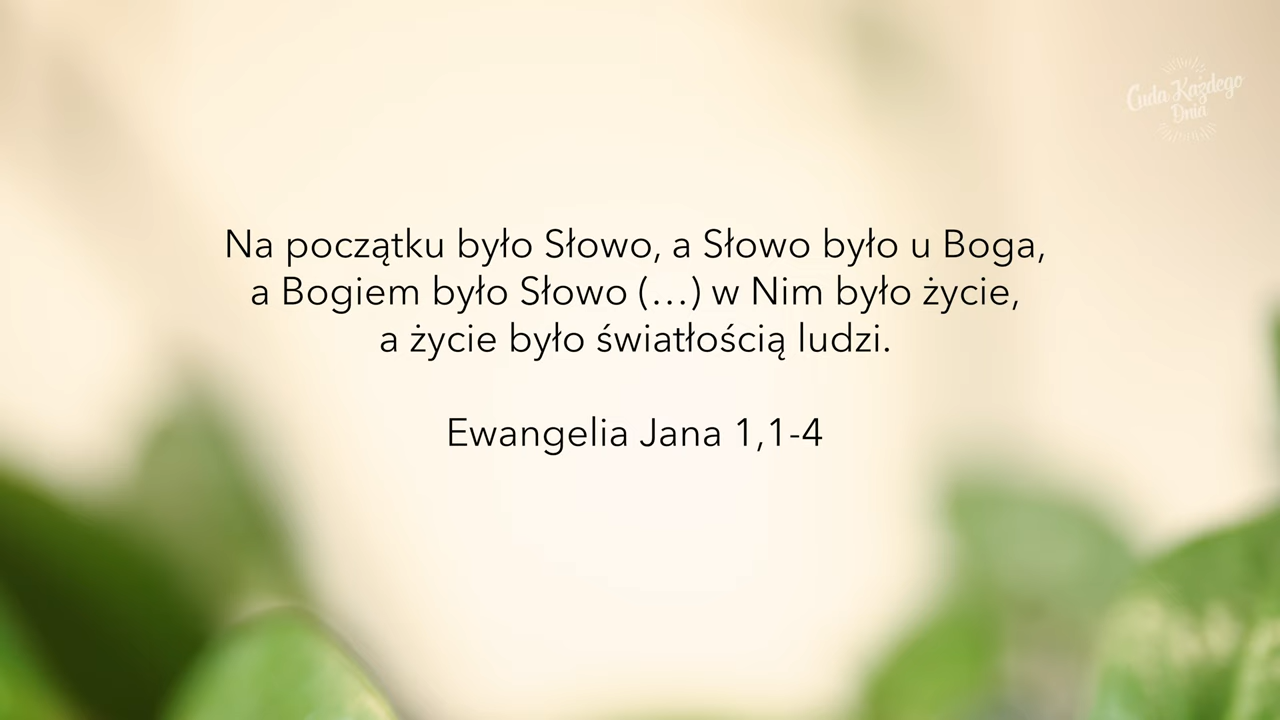 Cuda Każdego
Dnia
Na początku było Słowo, a Słowo było u Boga,
a Bogiem było Słowo (...) w Nim było życie,
a życie było światłością ludzi.
Ewangelia Jana 1,1-4